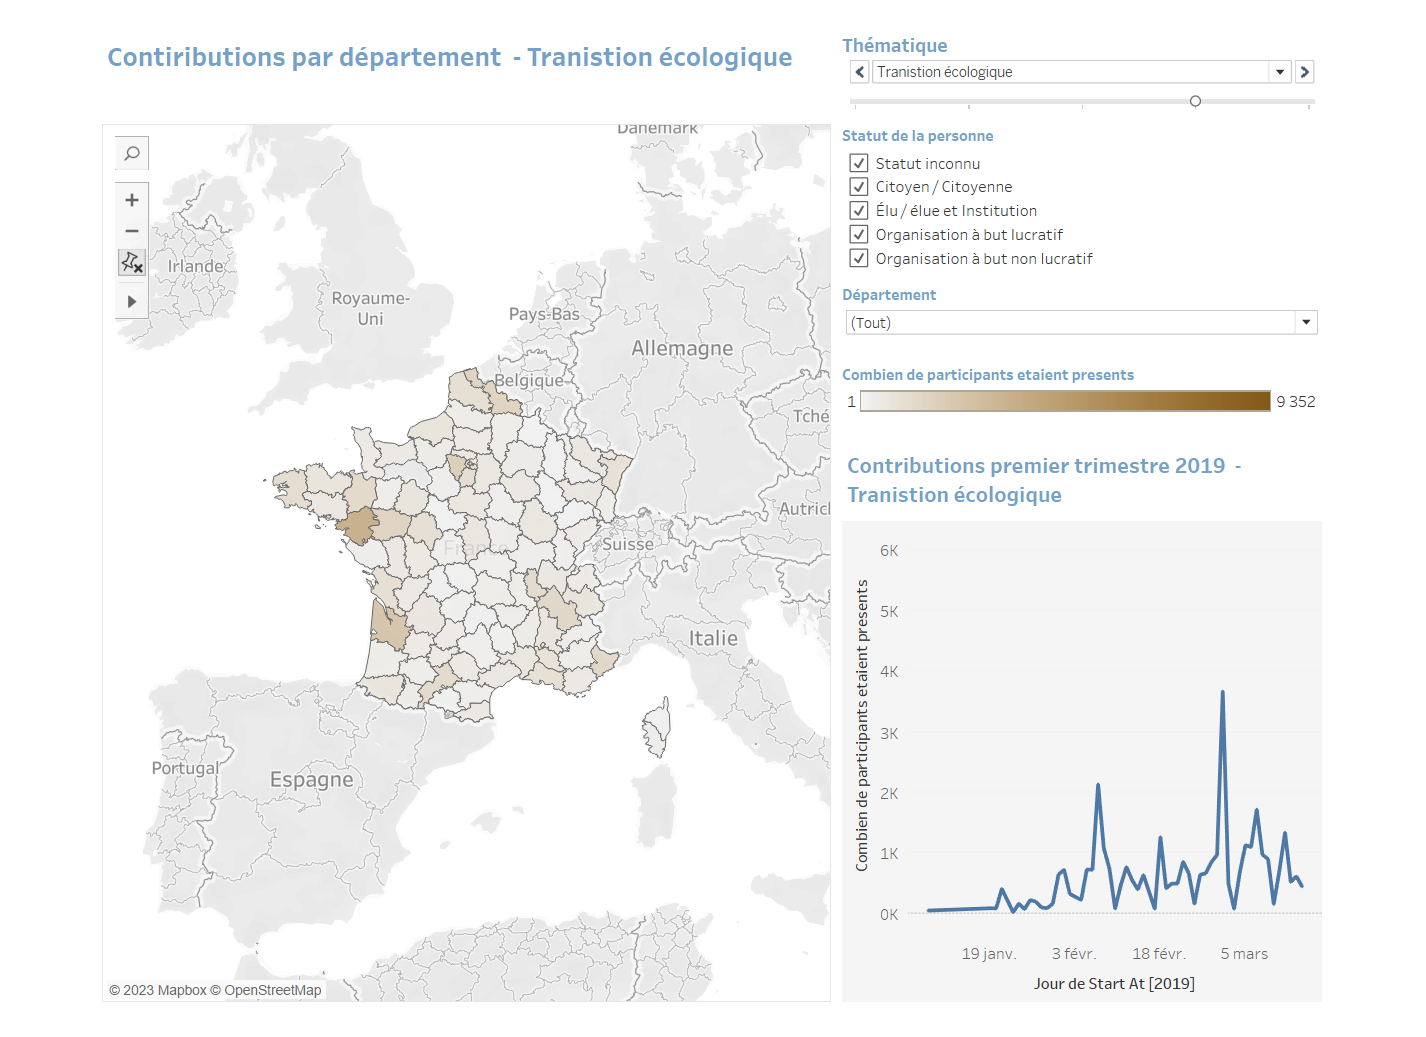 Contiributions par département  - Tranistion écologique
Thématique
Tranistion écologique
Statut de la personne
Statut inconnu
Citoyen / Citoyenne
Élu / élue et Institution
Organisation à but lucratif
Organisation à but non lucratif
Département
(Tout)
Combien de participants etaient presents
1
9 352
Danemark
Irlande
Royaume-
Uni
Pays-Bas
Allemagne
Belgique
Tché
France
Autric
Suisse
Italie
Portugal
Espagne
© 2023 Mapbox © OpenStreetMap
Contributions premier trimestre 2019  -
Tranistion écologique
Combien de participants etaient presents
6K
5K
4K
3K
2K
1K
0K
19 janv.
3 févr.
18 févr.
5 mars
Jour de Start At [2019]